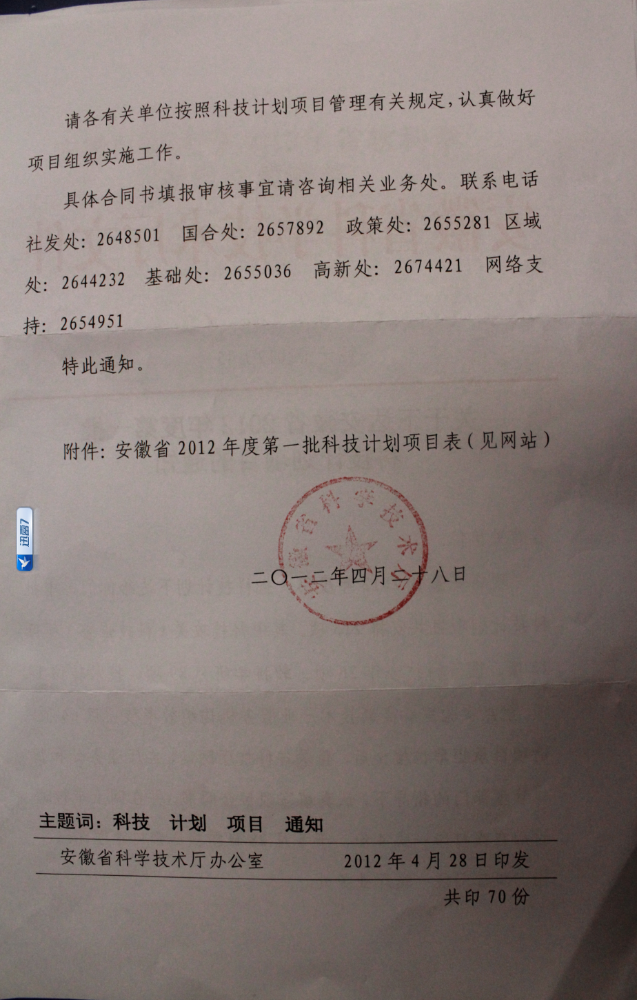 请各有关单位按照科技计划项目管理有关规定,认真做好
项目组织实施工作。
具体合同书填报审核事宜请咨询相关业务处。联系电话
社发处: 2648501 国合处: 2657892 政策处: 2655281 区域
处: 2644232 基础处: 2655036 高新处: 2674421 网络支
持: 2654951
特此通知。
附件: 安徽省2012年度第一批科技计划项目表(见网站)
迅雷7
安徽省科学技术厅
二〇一二年四月二十八日
主题词: 科技 计划 项目 通知
安徽省科学技术厅办公室 2012年4月28日印发
共印70份